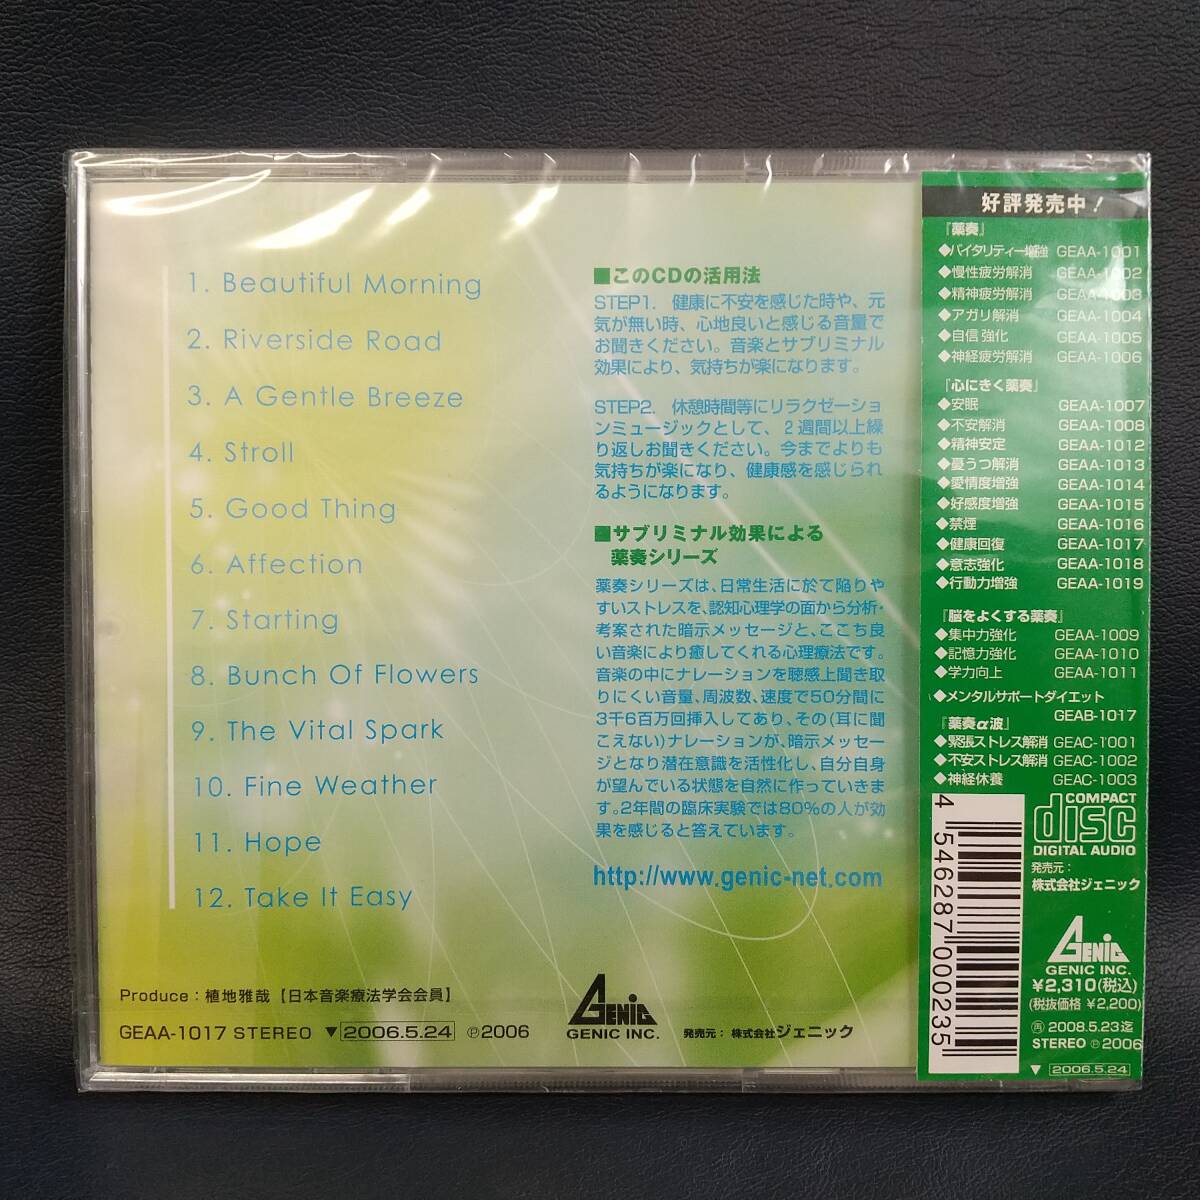 1. Beautiful Morning
2. Riverside Road
3. A Gentle Breeze
4. Stroll
5. Good Thing
6. Affection
7. Starting
8. Bunch Of Flowers
9. The Vital Spark
10. Fine Weather
11. Hope
12. Take It Easy
■このCDの活用法
STEP1. 健康に不安を感じた時や、元
気が無い時、心地良いと感じる音量で
お聞きください。音楽とサブリミナル
効果により、気持ちが楽になります。
STEP2. 休憩時間等にリラクゼーショ
ンミュージックとして、2週間以上繰
り返しお聞きください。今までよりも
気持ちが楽になり、健康感を感じられ
るようになります。
■サブリミナル効果による
薬奏シリーズ
薬奏シリーズは、日常生活に於て陥りや
すいストレスを、認知心理学の面から分析・
考案された暗示メッセージと、ここち良
い音楽により癒してくれる心理療法です。
音楽の中にナレーションを聴感上聞き取
りにくい音量、周波数、速度で50分間に
3千6百万回挿入してあり、その(耳に聞
こえない)ナレーションが、暗示メッセー
ジとなり潜在意識を活性化し、自分自身
が望んでいる状態を自然に作っていきま
す。2年間の臨床実験では80%の人が効
果を感じると答えています。
http://www.genic-net.com
Produce:植地雅哉【日本音楽療法学会会員】
GEAA-1017 STEREO ▼2006.5.24 ℗2006
GENIC
GENIC INC.
発売元:株式会社ジェニック
好評発売中!
『薬奏』
◆バイタリティー増強 GEAA-1001
◆慢性疲労解消 GEAA-1002
◆精神疲労解消 GEAA-1003
◆アガリ解消 GEAA-1004
◆自信強化 GEAA-1005
◆神経疲労解消 GEAA-1006
『心にきく薬奏』
◆安眠 GEAA-1007
◆不安解消 GEAA-1008
◆精神安定 GEAA-1012
◆憂うつ解消 GEAA-1013
◆愛情度増強 GEAA-1014
◆好感度増強 GEAA-1015
◆禁煙 GEAA-1016
◆健康回復 GEAA-1017
◆意志強化 GEAA-1018
◆行動力増強 GEAA-1019
『脳をよくする薬奏』
◆集中力強化 GEAA-1009
◆記憶力強化 GEAA-1010
◆学力向上 GEAA-1011
◆メンタルサポートダイエット
GEAB-1017
『薬奏α波』
◆緊張ストレス解消 GEAC-1001
◆不安ストレス解消 GEAC-1002
◆神経休養 GEAC-1003
4 546287 000235
COMPACT
disc
DIGITAL AUDIO
発売元:
株式会社ジェニック
GENIC
GENIC INC.
¥2,310(税込)
(税抜価格 ¥2,200)
再 2008.5.23迄
STEREO ℗2006
▼ 2006.5.24